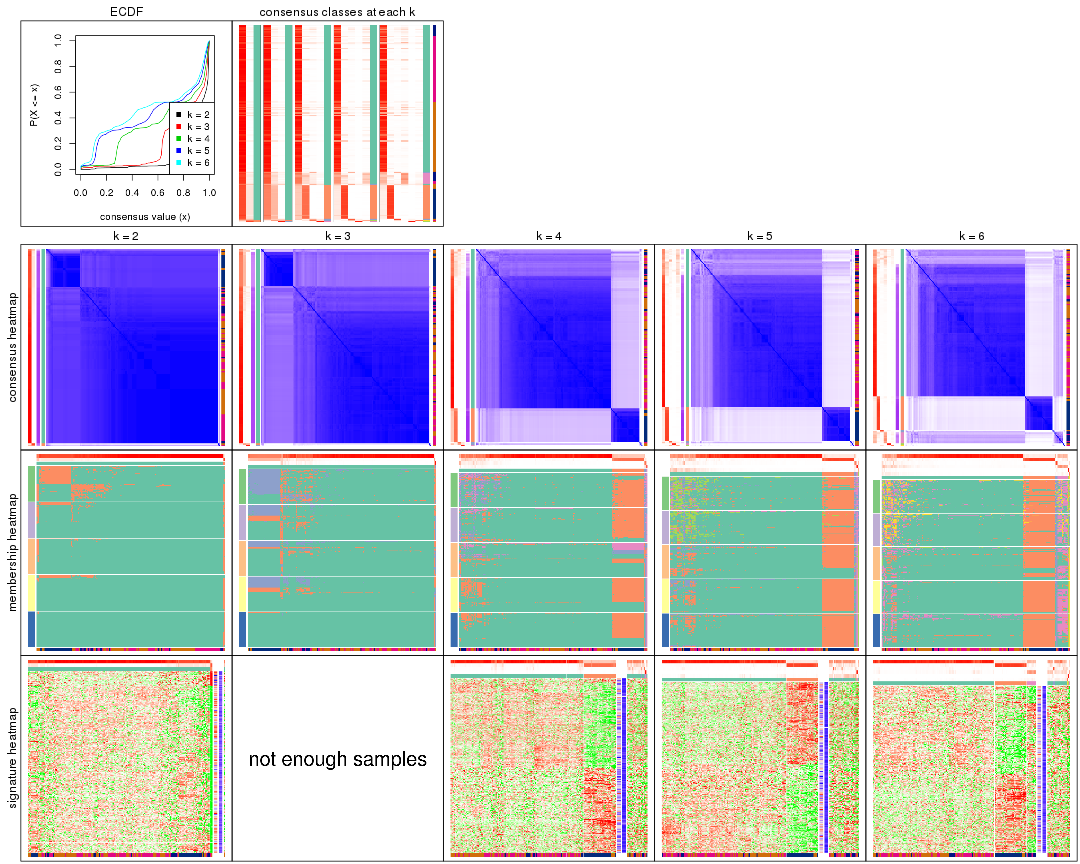 ECDF
consensus classes at each k
P(X <= x)
0.0 0.2 0.4 0.6 0.8 1.0
k = 2
k = 3
k = 4
k = 5
k = 6
0.0 0.2 0.4 0.6 0.8 1.0
consensus value (x)
k = 2
k = 3
k = 4
k = 5
k = 6
consensus heatmap
membership heatmap
signature heatmap
not enough samples